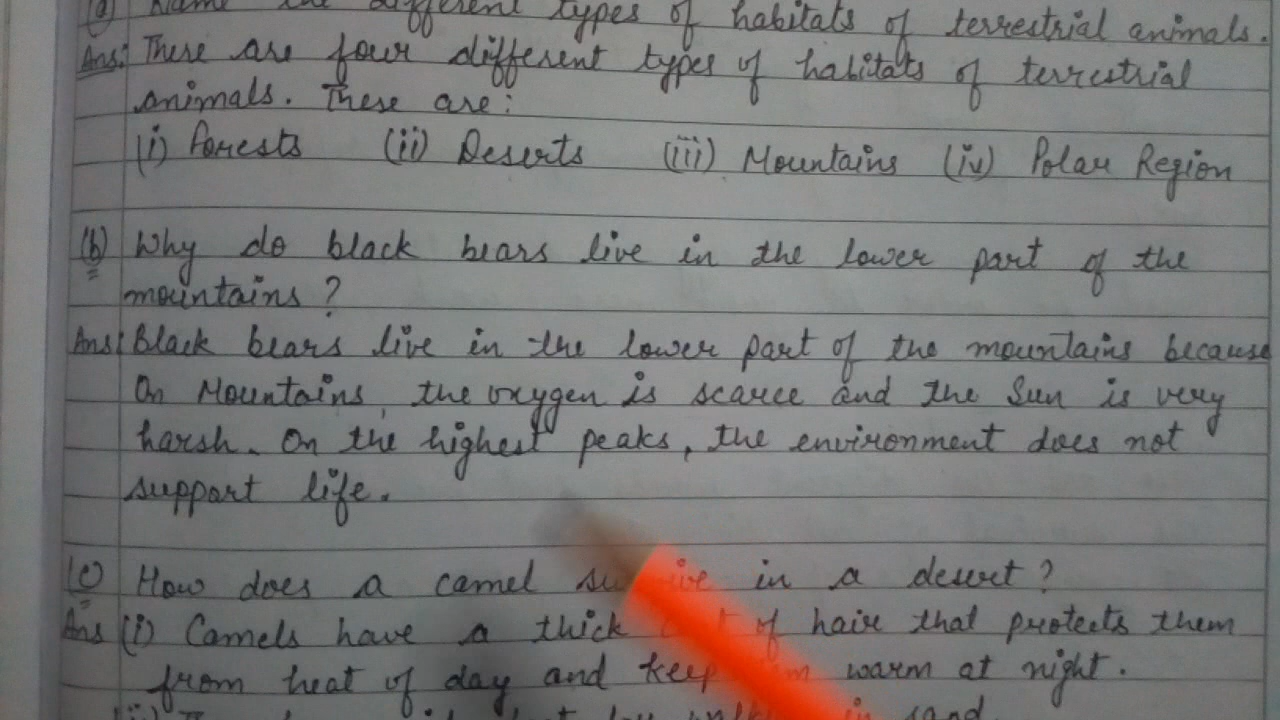 (a) Name the different types of habitats of terrestrial animals.
Ans: There are four different types of habitats of terrestrial
animals. These are:
(i) Forests (ii) Deserts (iii) Mountains (iv) Polar Region
(b) Why do black bears live in the lower part of the
mountains?
Ans: Black bears live in the lower part of the mountains because
On Mountains, the oxygen is scarce and the Sun is very
harsh. On the highest peaks, the environment does not
support life.
(c) How does a camel in a desert?
Ans (i) Camels have a thick of hair that protects them
from heat of day and keep warm at night.
in sand